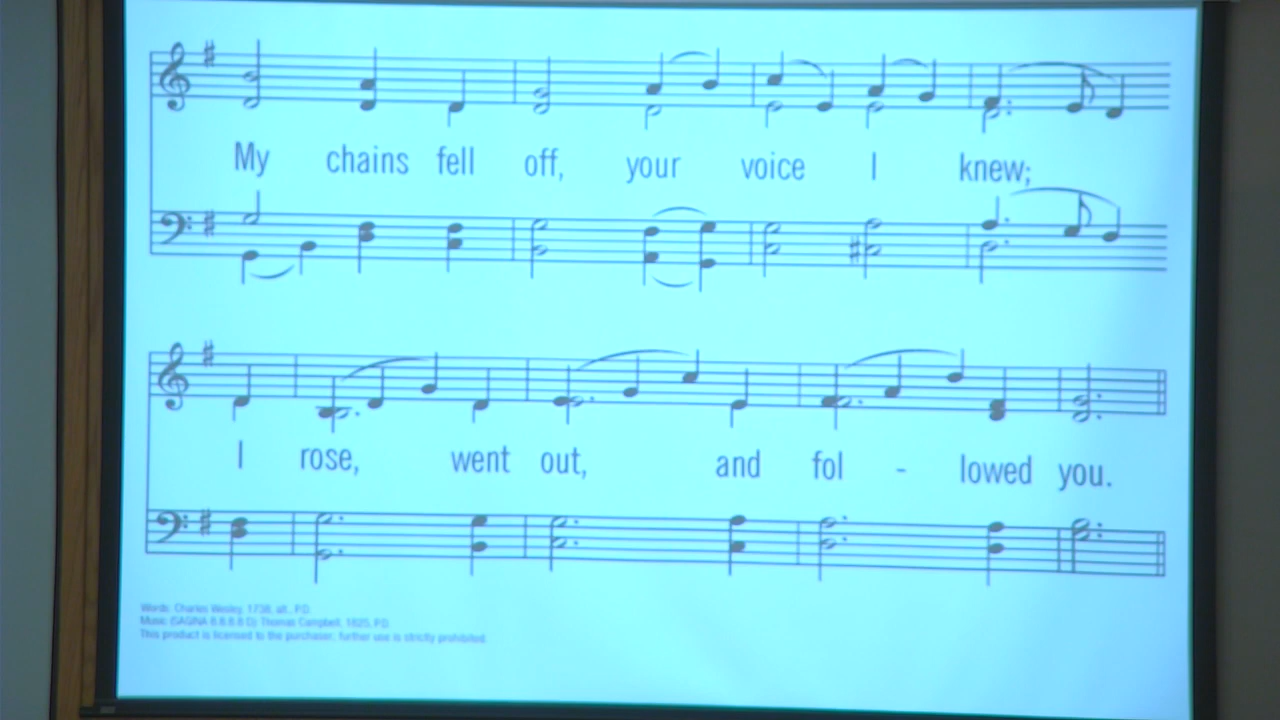 My chains fell off, your voice I knew;
I rose, went out, and fol - lowed you.
Words: Charles Wesley, 1738, alt., P.D.
Music (SAGINA 8.8.8.8 D): Thomas Campbell, 1825, P.D.
This product is licensed to the purchaser; further use is strictly prohibited.